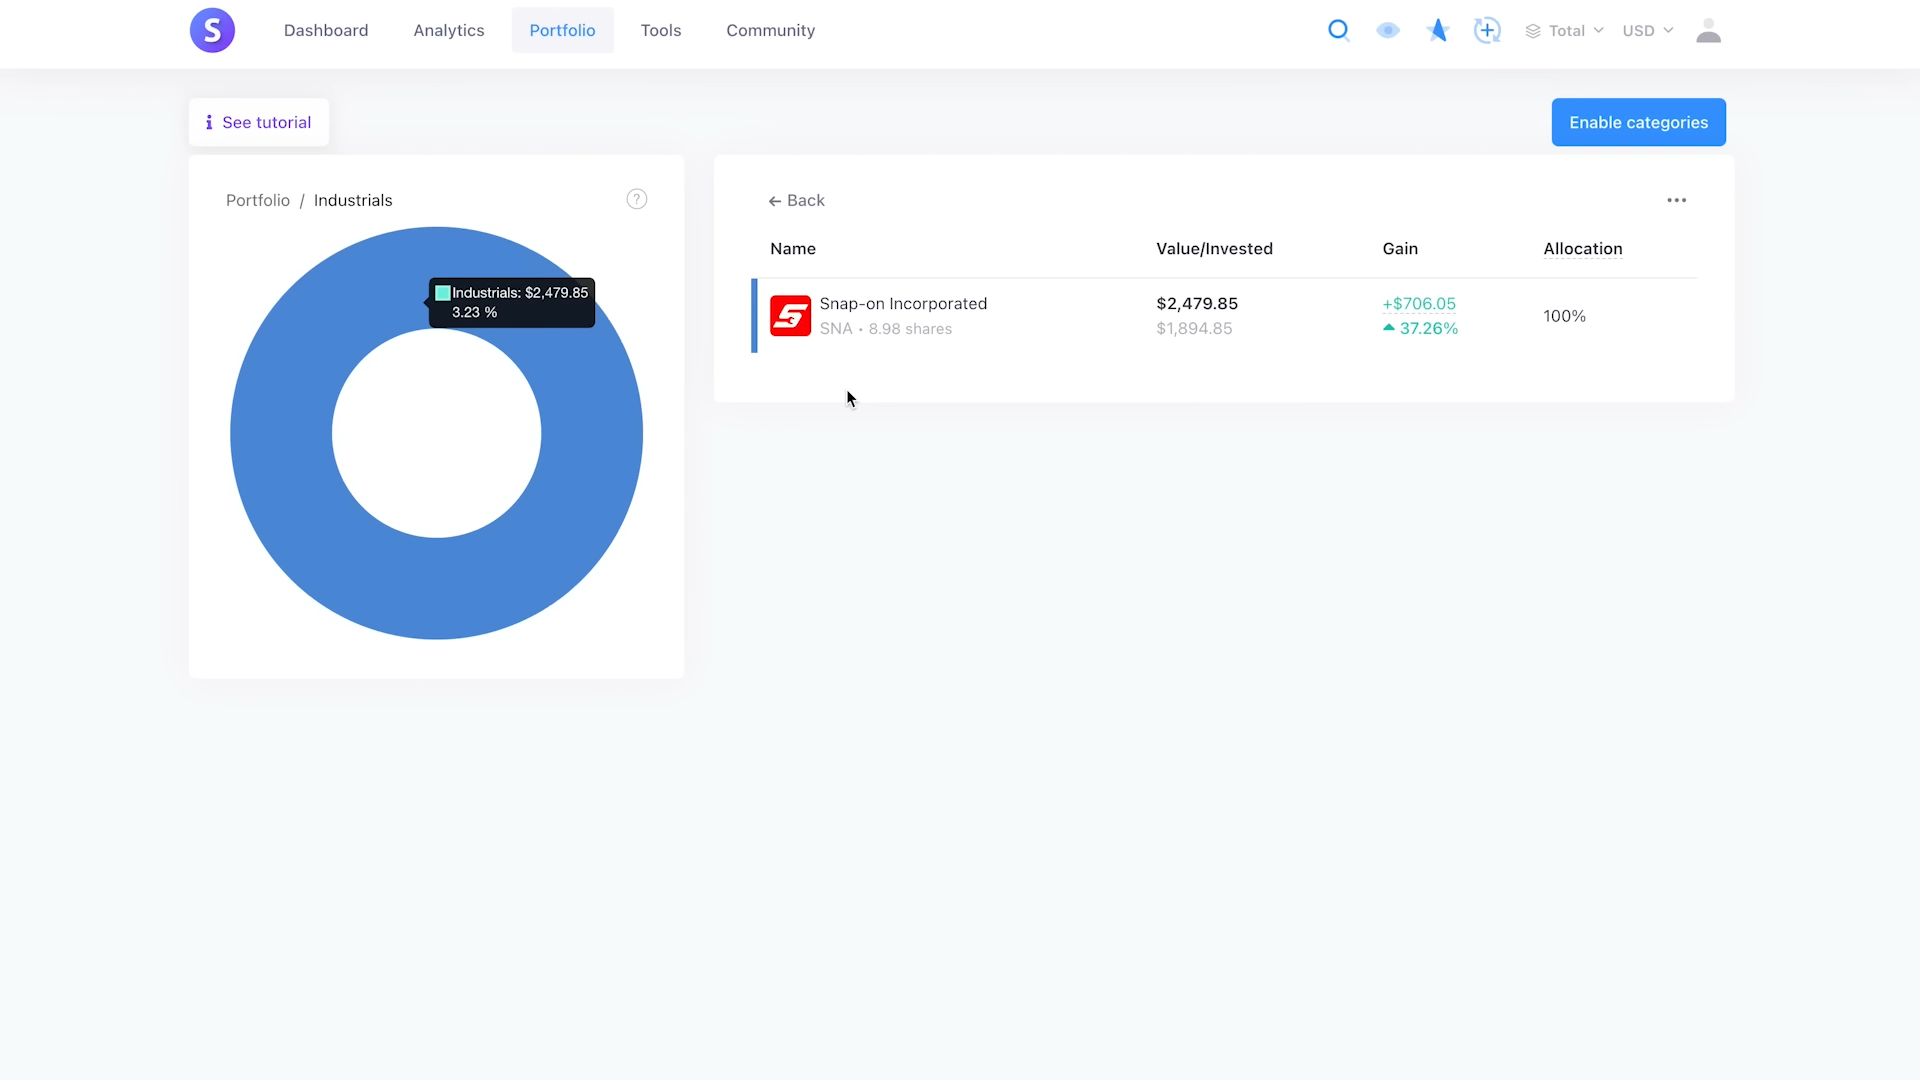 S
Dashboard
Analytics
Portfolio
Tools
Community
Total
USD
See tutorial
Enable categories
Portfolio / Industrials
?
Industrials: $2,479.85
3.23 %
← Back
Name
Value/Invested
Gain
Allocation
Snap-on Incorporated
SNA • 8.98 shares
$2,479.85
$1,894.85
+$706.05
37.26%
100%